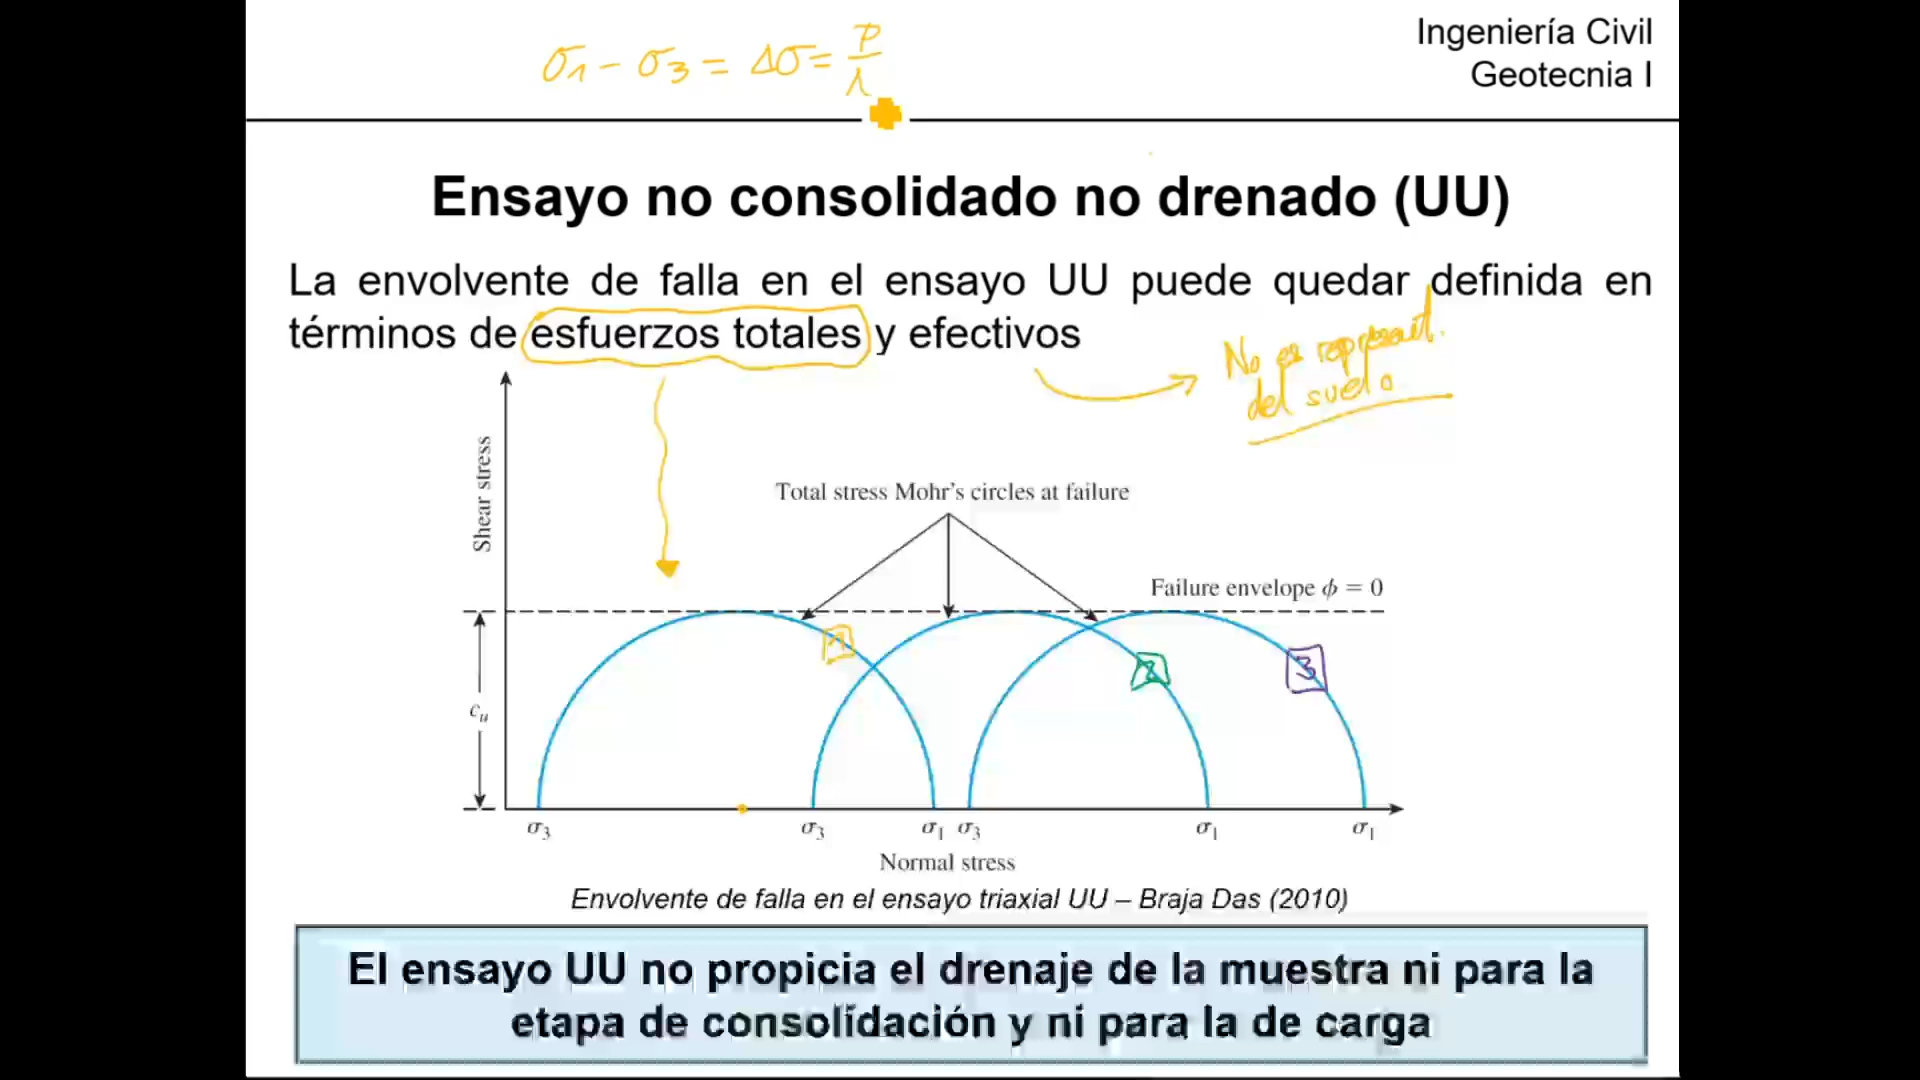 Ingeniería Civil
Geotecnia I
σ1 - σ3 = Δσ = P
Ensayo no consolidado no drenado (UU)
La envolvente de falla en el ensayo UU puede quedar definida en
términos de esfuerzos totales y efectivos
No es represent.
del suelo
Shear stress
Total stress Mohr's circles at failure
Failure envelope ϕ = 0
1
2
3
cu
σ3 σ3 σ1 σ3 σ1 σ1
Normal stress
Envolvente de falla en el ensayo triaxial UU – Braja Das (2010)
El ensayo UU no propicia el drenaje de la muestra ni para la
etapa de consolidación y ni para la de carga